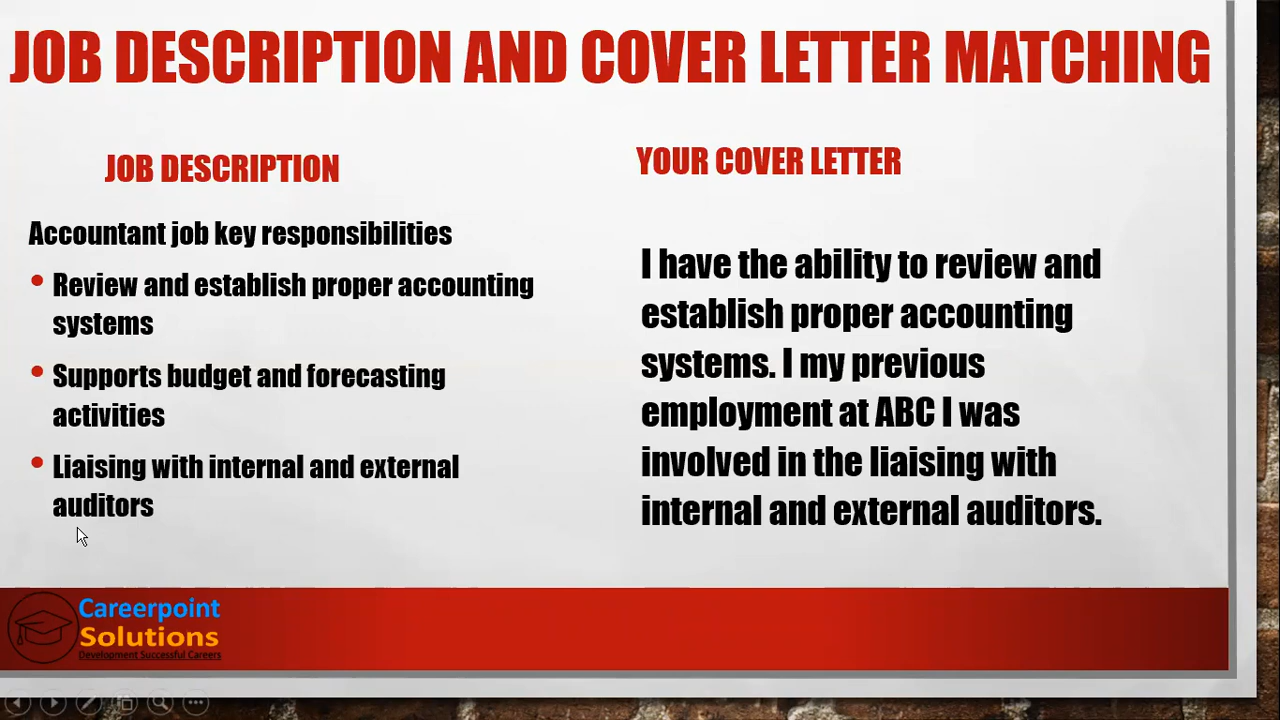 JOB DESCRIPTION AND COVER LETTER MATCHING
JOB DESCRIPTION
Accountant job key responsibilities
• Review and establish proper accounting
systems
• Supports budget and forecasting
activities
• Liaising with internal and external
auditors
YOUR COVER LETTER
I have the ability to review and
establish proper accounting
systems. I my previous
employment at ABC I was
involved in the liaising with
internal and external auditors.
Careerpoint
Solutions
Development Successful Careers